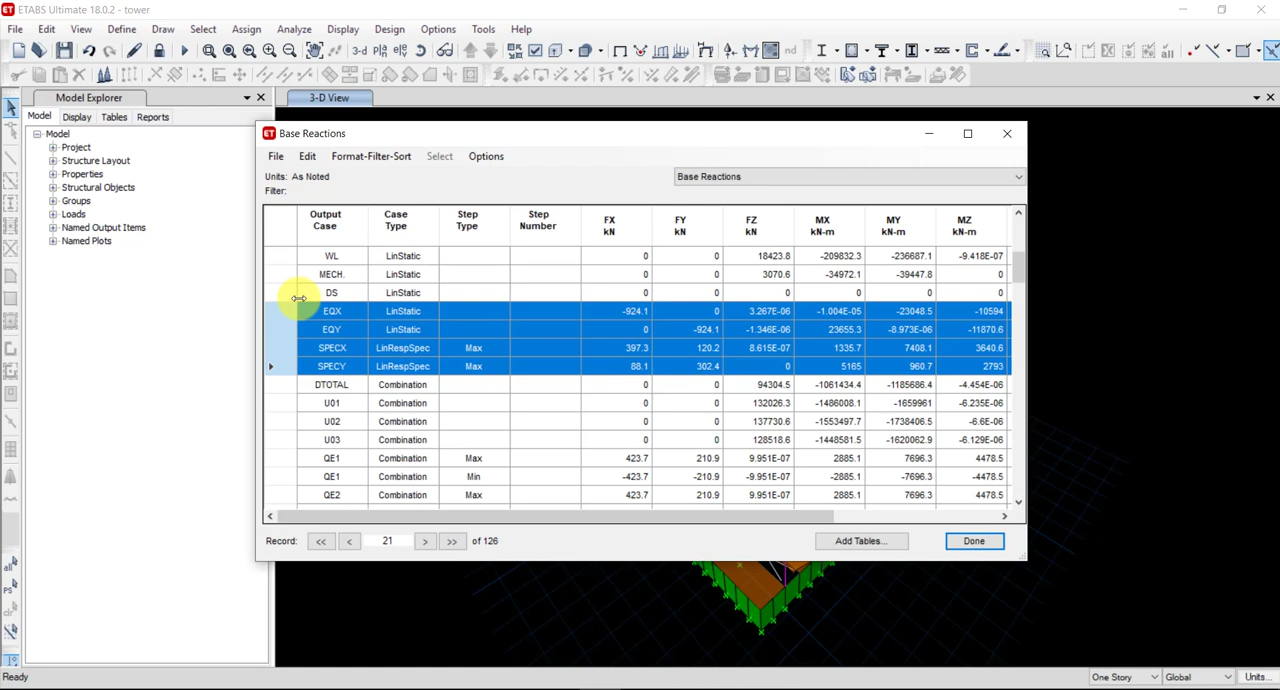 ETABS Ultimate 18.0.2 - tower
File Edit View Define Draw Select Assign Analyze Display Design Options Tools Help
3-d nd
all
Model Explorer
3-D View
Model Display Tables Reports
Model
Project
Structure Layout
Properties
Structural Objects
Groups
Loads
Named Output Items
Named Plots
all
PS
clr
Base Reactions
File Edit Format-Filter-Sort Select Options
Units: As Noted
Base Reactions
Filter:
Output Case Case Type Step Type Step Number FX kN FY kN FZ kN MX kN-m MY kN-m MZ kN-m
WL LinStatic 0 0 18423.8 -209832.3 -236687.1 -9.418E-07
MECH. LinStatic 0 0 3070.6 -34972.1 -39447.8 0
DS LinStatic 0 0 0 0 0 0
EQX LinStatic -924.1 0 3.267E-06 -1.004E-05 -23048.5 -10594
EQY LinStatic 0 -924.1 -1.346E-06 23655.3 -8.973E-06 -11870.6
SPECX LinRespSpec Max 397.3 120.2 8.615E-07 1335.7 7408.1 3640.6
SPECY LinRespSpec Max 88.1 302.4 0 5165 960.7 2793
DTOTAL Combination 0 0 94304.5 -1061434.4 -1185686.4 -4.454E-06
U01 Combination 0 0 132026.3 -1486008.1 -1659961 -6.235E-06
U02 Combination 0 0 137730.6 -1553497.7 -1738406.5 -6.6E-06
U03 Combination 0 0 128518.6 -1448581.5 -1620062.9 -6.129E-06
QE1 Combination Max 423.7 210.9 9.951E-07 2885.1 7696.3 4478.5
QE1 Combination Min -423.7 -210.9 -9.951E-07 -2885.1 -7696.3 -4478.5
QE2 Combination Max 423.7 210.9 9.951E-07 2885.1 7696.3 4478.5
Record: << < 21 > >> of 126 Add Tables... Done
Ready
One Story Global Units...